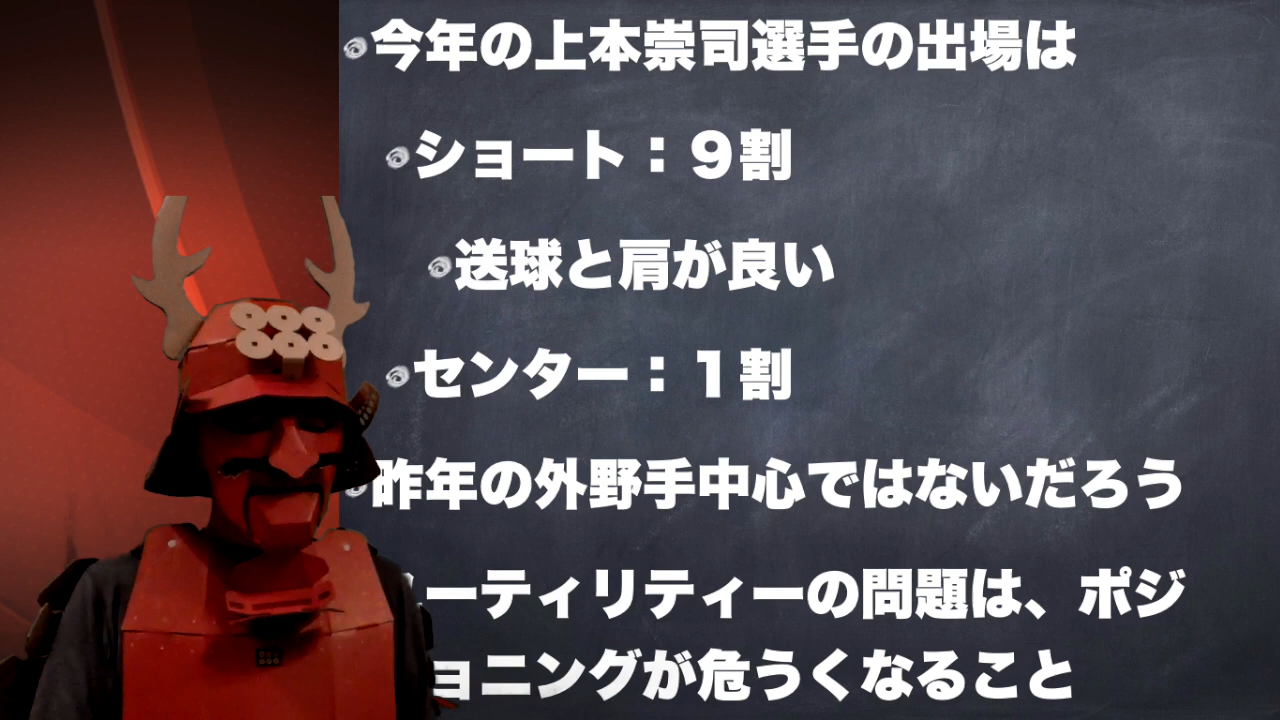 今年の上本崇司選手の出場は
ショート：９割
送球と肩が良い
センター：１割
昨年の外野手中心ではないだろう
ーティリティーの問題は、ポジ
ョニングが危うくなること